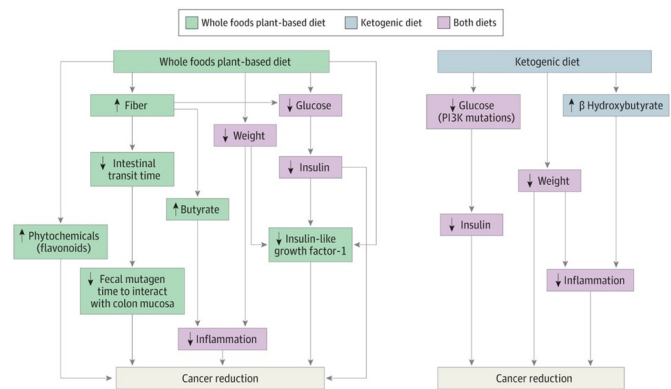 Whole foods plant-based diet
Ketogenic diet
Both diets
Whole foods plant-based diet
↑ Fiber
↓ Glucose
↓ Weight
↓ Intestinal
transit time
↓ Insulin
↑ Butyrate
↑ Phytochemicals
(flavonoids)
↓ Insulin-like
growth factor-1
↓ Fecal mutagen
time to interact
with colon mucosa
↓ Inflammation
Cancer reduction
Ketogenic diet
↓ Glucose
(PI3K mutations)
↑ β Hydroxybutyrate
↓ Weight
↓ Insulin
↓ Inflammation
Cancer reduction